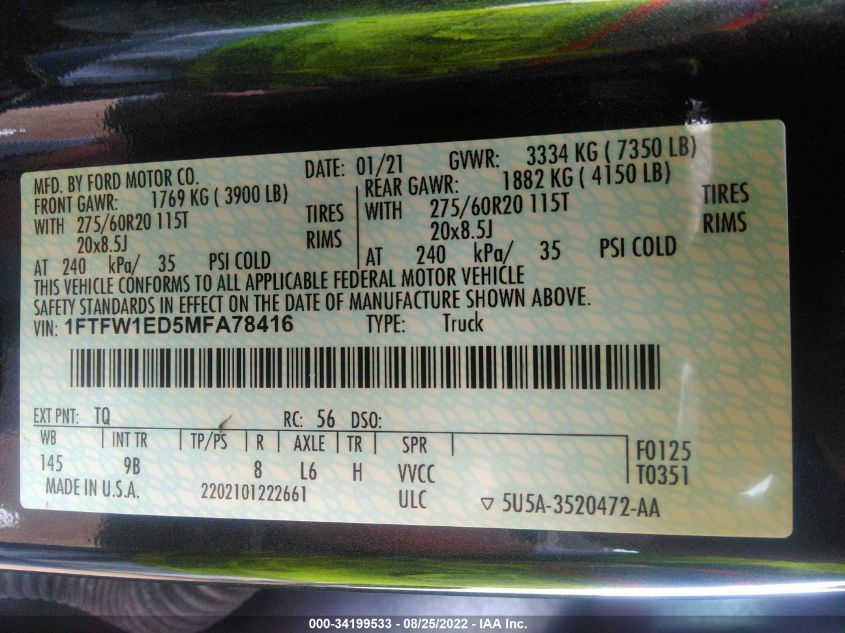 MFD. BY FORD MOTOR CO. DATE: 01/21 GVWR: 3334 KG ( 7350 LB)
FRONT GAWR: 1769 KG ( 3900 LB) REAR GAWR: 1882 KG ( 4150 LB)
WITH 275/60R20 115T TIRES WITH 275/60R20 115T TIRES
20x8.5J RIMS 20x8.5J RIMS
AT 240 kPa/ 35 PSI COLD AT 240 kPa/ 35 PSI COLD
THIS VEHICLE CONFORMS TO ALL APPLICABLE FEDERAL MOTOR VEHICLE
SAFETY STANDARDS IN EFFECT ON THE DATE OF MANUFACTURE SHOWN ABOVE.
VIN: 1FTFW1ED5MFA78416 TYPE: Truck
EXT PNT: TQ RC: 56 DSO:
WB INT TR TP/PS R AXLE TR SPR F0125
145 9B 8 L6 H VVCC T0351
MADE IN U.S.A. 2202101222661 ULC ▽ 5U5A-3520472-AA
000-34199533 - 08/25/2022 - IAA Inc.